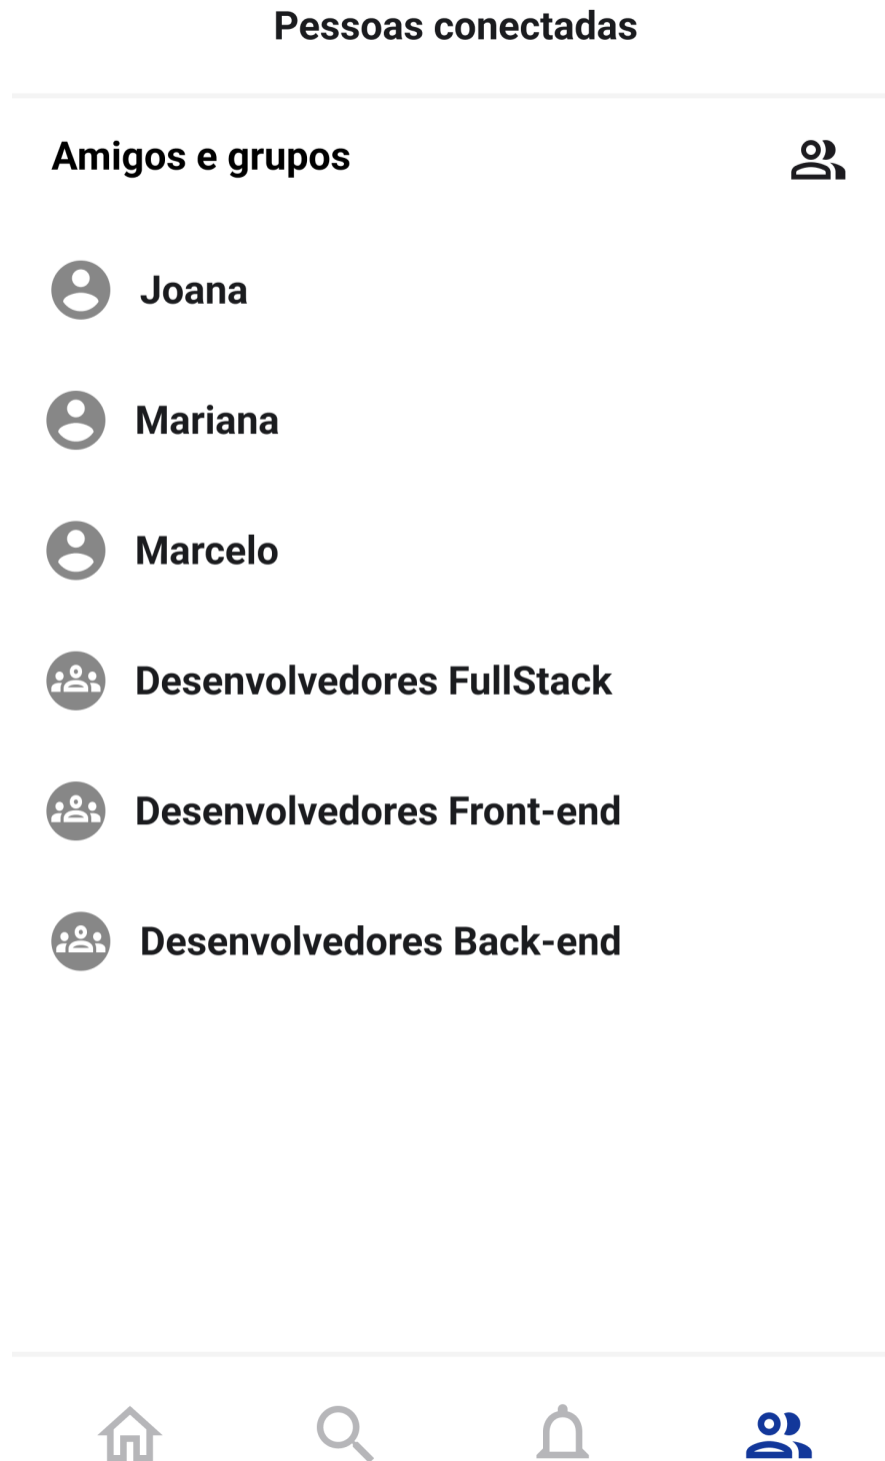 Pessoas conectadas
Amigos e grupos
Joana
Mariana
Marcelo
Desenvolvedores FullStack
Desenvolvedores Front-end
Desenvolvedores Back-end